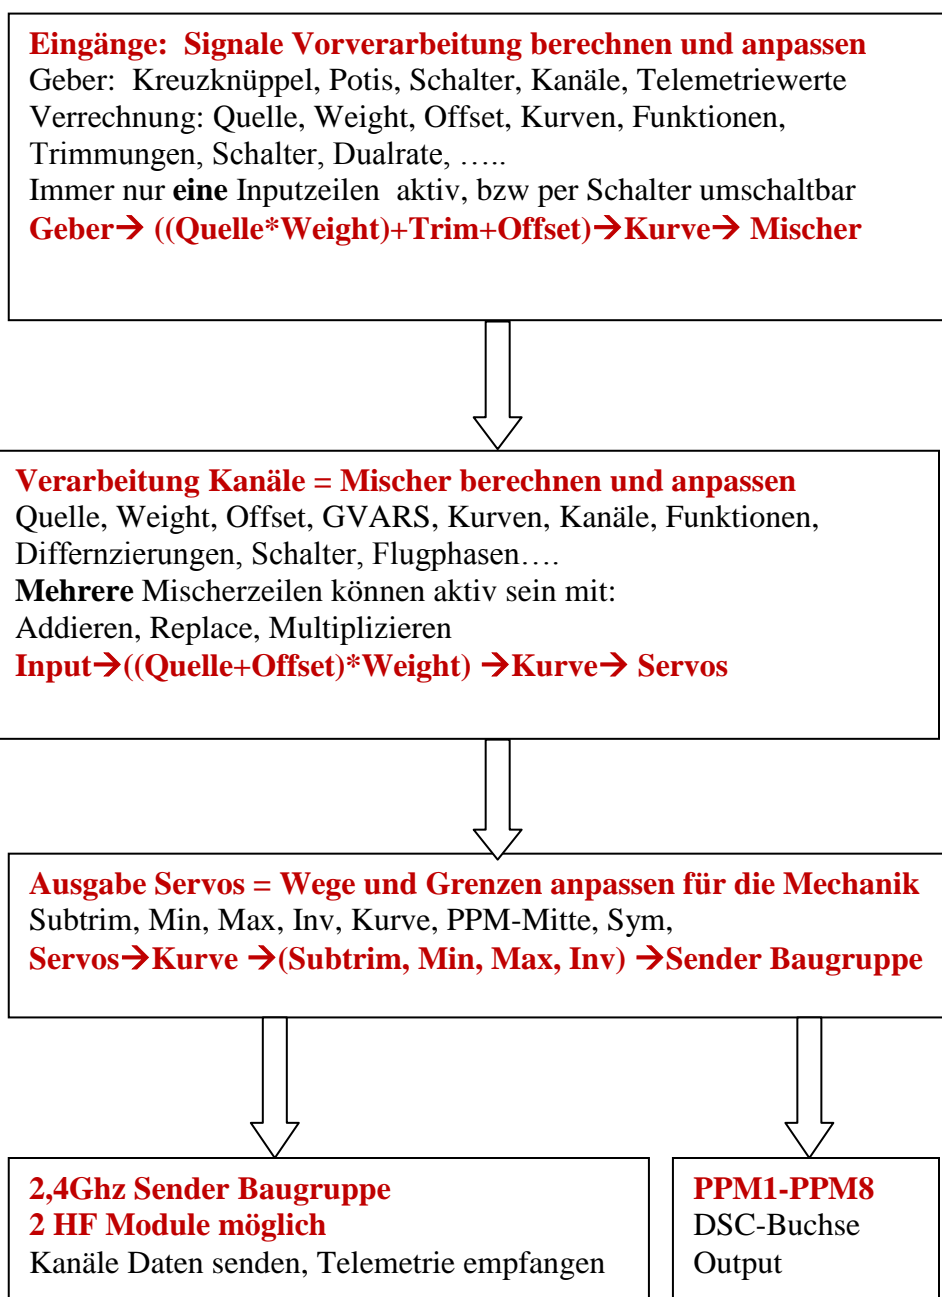 Eingänge:  Signale Vorverarbeitung berechnen und anpassen
Geber:  Kreuzknüppel, Potis, Schalter, Kanäle, Telemetriewerte
Verrechnung: Quelle, Weight, Offset, Kurven, Funktionen,
Trimmungen, Schalter, Dualrate, …..
Immer nur eine Inputzeilen  aktiv, bzw per Schalter umschaltbar
Geber→ ((Quelle*Weight)+Trim+Offset)→Kurve→ Mischer
Verarbeitung Kanäle = Mischer berechnen und anpassen
Quelle, Weight, Offset, GVARS, Kurven, Kanäle, Funktionen,
Differnzierungen, Schalter, Flugphasen….
Mehrere Mischerzeilen können aktiv sein mit:
Addieren, Replace, Multiplizieren
Input→((Quelle+Offset)*Weight) →Kurve→ Servos
Ausgabe Servos = Wege und Grenzen anpassen für die Mechanik
Subtrim, Min, Max, Inv, Kurve, PPM-Mitte, Sym,
Servos→Kurve →(Subtrim, Min, Max, Inv) →Sender Baugruppe
2,4Ghz Sender Baugruppe
2 HF Module möglich
Kanäle Daten senden, Telemetrie empfangen
PPM1-PPM8
DSC-Buchse
Output